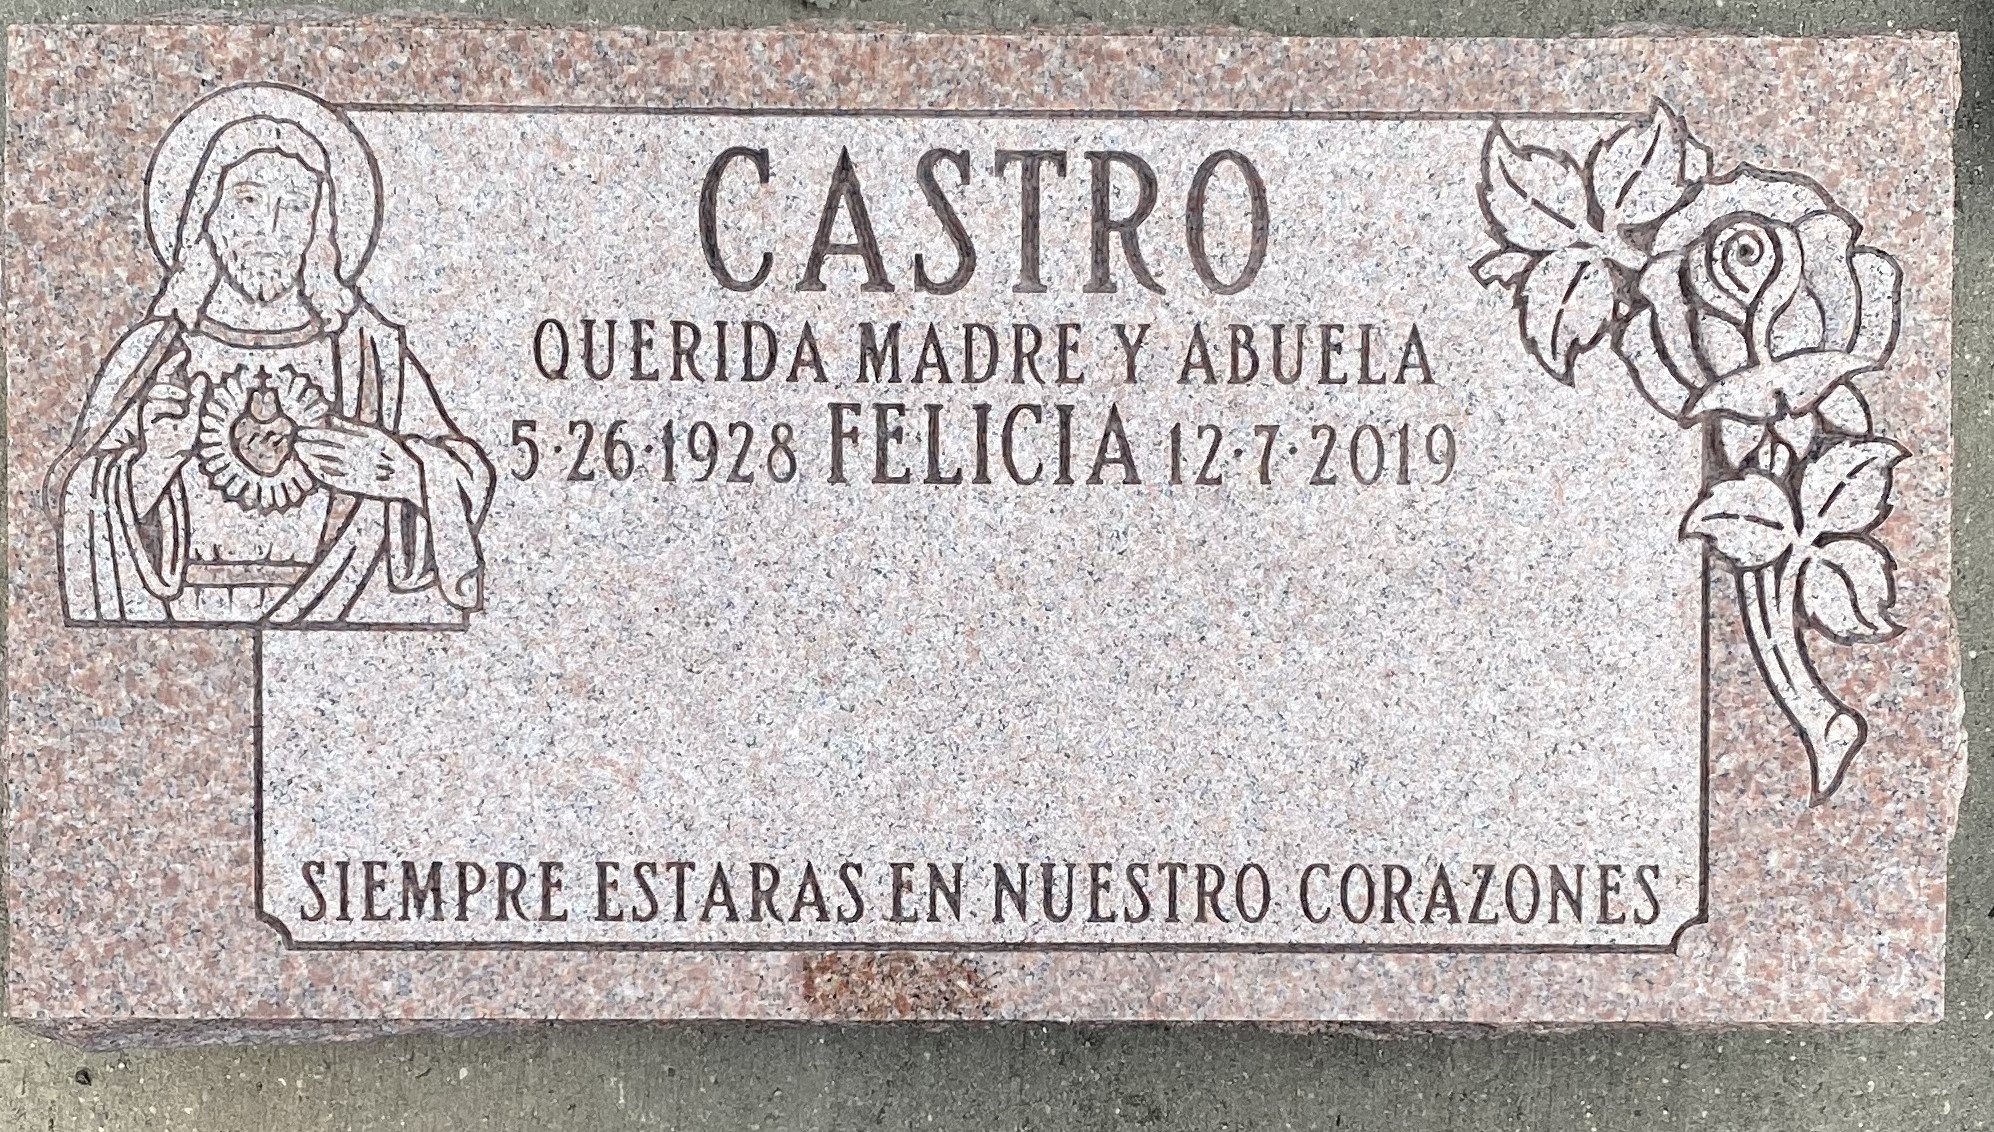 CASTRO
QUERIDA MADRE Y ABUELA
5·26·1928 FELICIA 12·7·2019
SIEMPRE ESTARAS EN NUESTRO CORAZONES